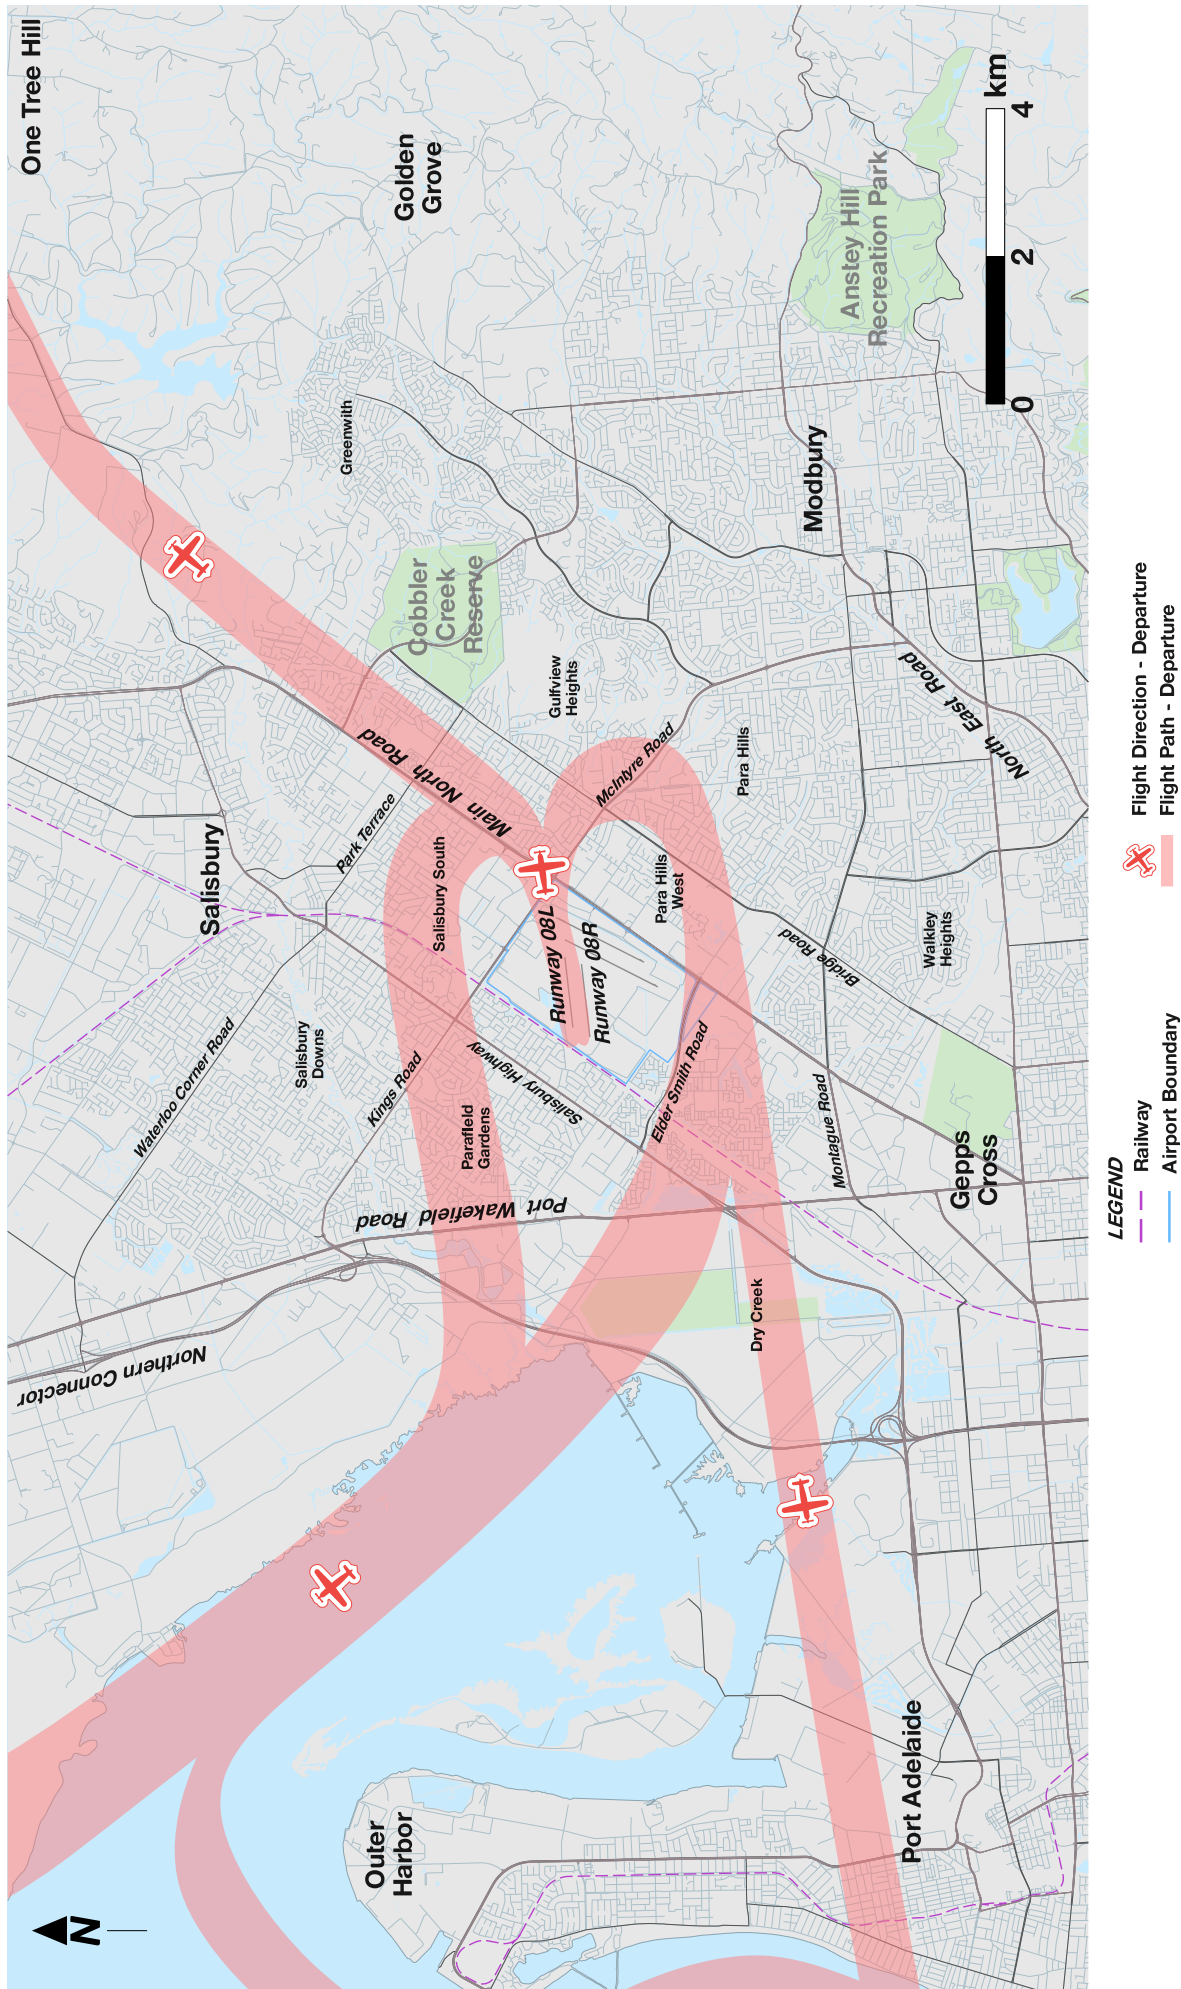 One Tree Hill
Golden
Grove
Greenwith
Salisbury
Cobbler
Creek
Reserve
Anstey Hill
Recreation Park
Modbury
Gulfview
Heights
Main North Road
Park Terrace
McIntyre Road
Para Hills
North East Road
Salisbury South
Para Hills
West
Runway 08L
Runway 08R
Bridge Road
Walkley
Heights
Waterloo Corner Road
Salisbury
Downs
Kings Road
Salisbury Highway
Elder Smith Road
Parafield
Gardens
Montague Road
Gepps
Cross
Port Wakefield Road
Northern Connector
Dry Creek
Outer
Harbor
Port Adelaide
N
0
2
4
km
LEGEND
Railway
Airport Boundary
Flight Direction - Departure
Flight Path - Departure